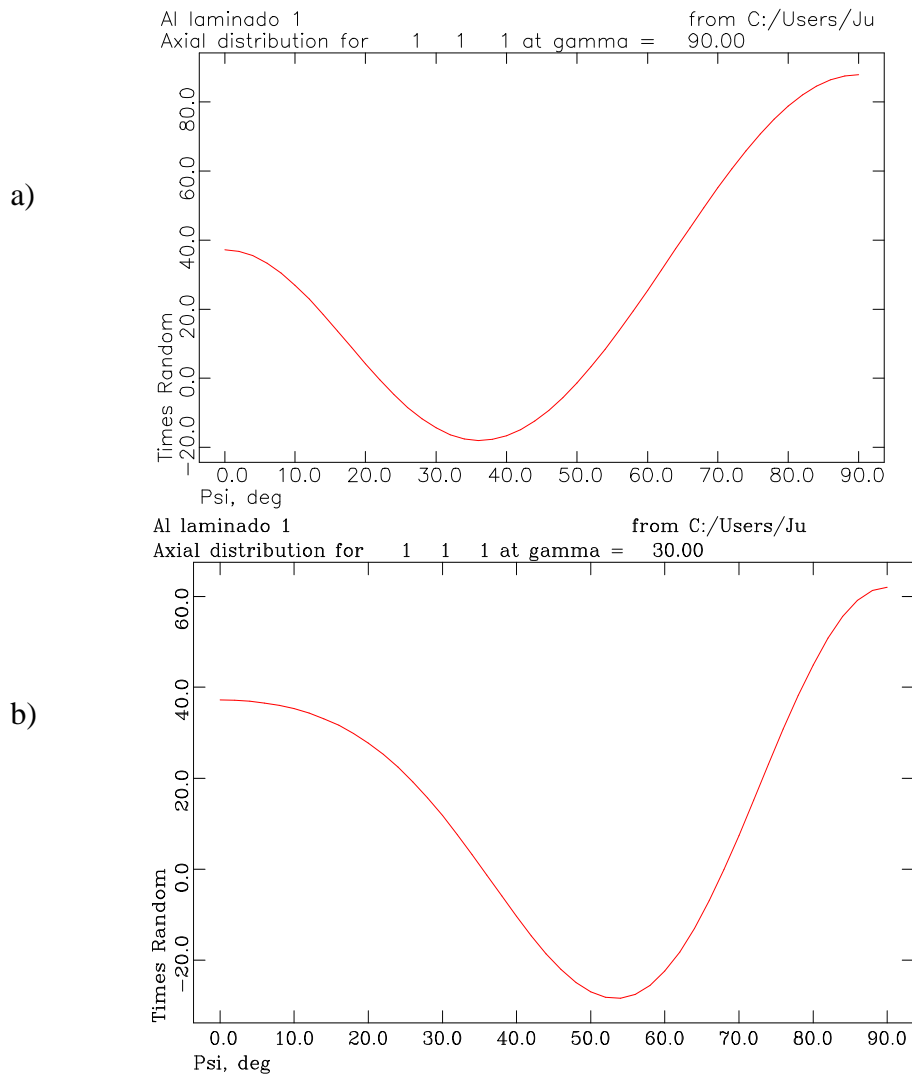 a)
Al laminado 1 from C:/Users/Ju
Axial distribution for 1 1 1 at gamma = 90.00
Times Random
80.0
60.0
40.0
20.0
0.0
-20.0
0.0 10.0 20.0 30.0 40.0 50.0 60.0 70.0 80.0 90.0
Psi, deg
b)
Al laminado 1 from C:/Users/Ju
Axial distribution for 1 1 1 at gamma = 30.00
Times Random
60.0
40.0
20.0
0.0
-20.0
0.0 10.0 20.0 30.0 40.0 50.0 60.0 70.0 80.0 90.0
Psi, deg